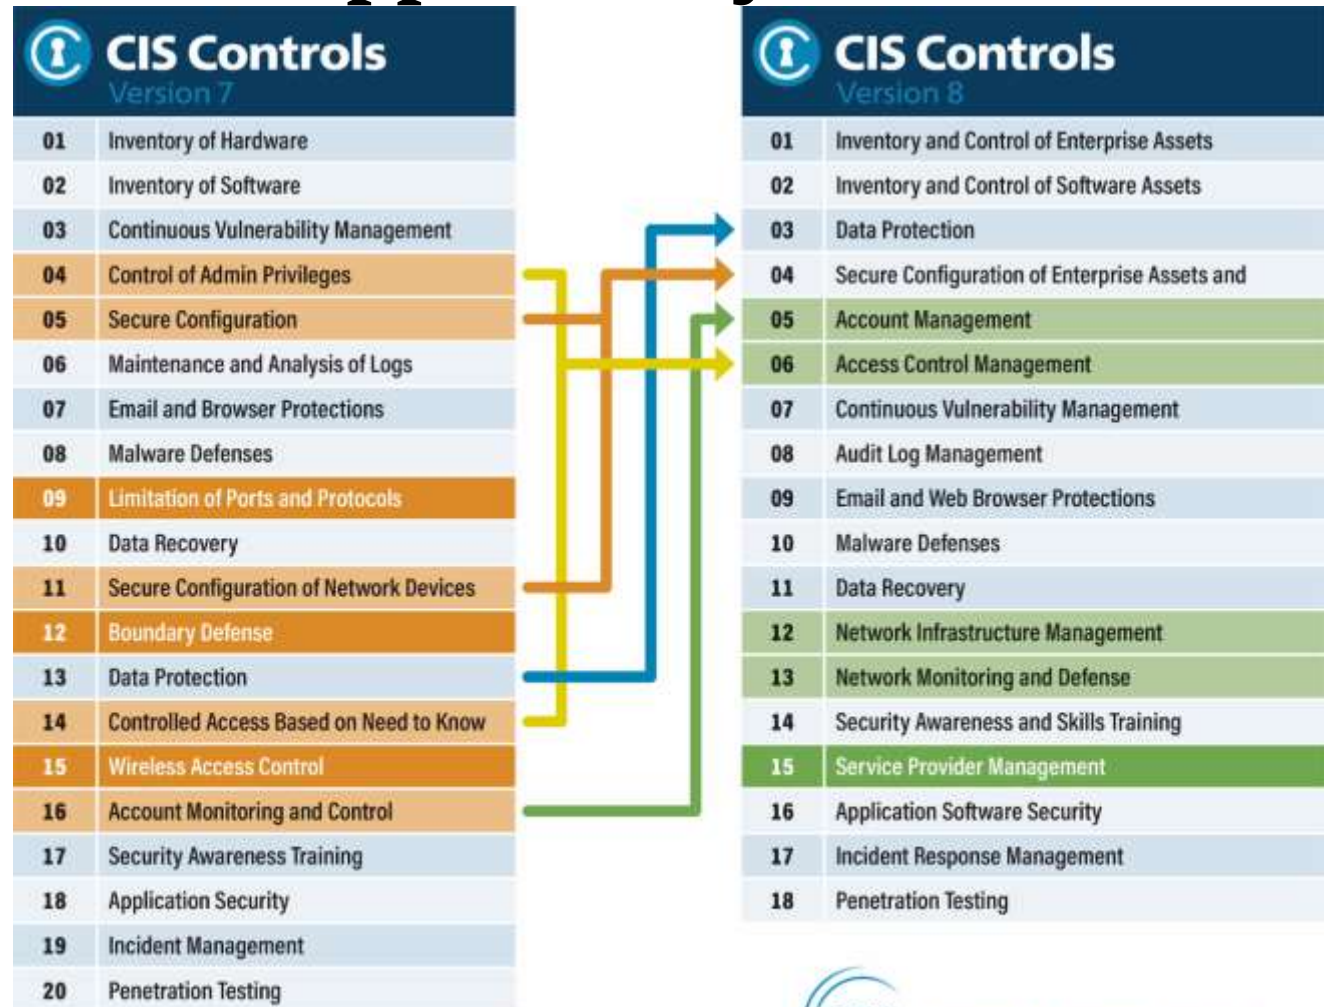 CIS Controls
Version 7
01 Inventory of Hardware
02 Inventory of Software
03 Continuous Vulnerability Management
04 Control of Admin Privileges
05 Secure Configuration
06 Maintenance and Analysis of Logs
07 Email and Browser Protections
08 Malware Defenses
09 Limitation of Ports and Protocols
10 Data Recovery
11 Secure Configuration of Network Devices
12 Boundary Defense
13 Data Protection
14 Controlled Access Based on Need to Know
15 Wireless Access Control
16 Account Monitoring and Control
17 Security Awareness Training
18 Application Security
19 Incident Management
20 Penetration Testing
CIS Controls
Version 8
01 Inventory and Control of Enterprise Assets
02 Inventory and Control of Software Assets
03 Data Protection
04 Secure Configuration of Enterprise Assets and
05 Account Management
06 Access Control Management
07 Continuous Vulnerability Management
08 Audit Log Management
09 Email and Web Browser Protections
10 Malware Defenses
11 Data Recovery
12 Network Infrastructure Management
13 Network Monitoring and Defense
14 Security Awareness and Skills Training
15 Service Provider Management
16 Application Software Security
17 Incident Response Management
18 Penetration Testing